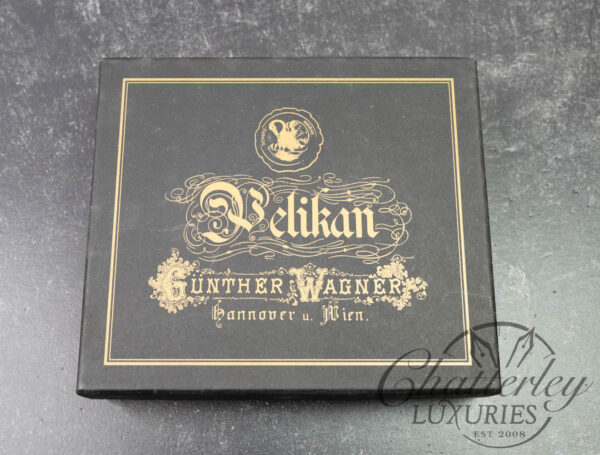 Pelikan
GÜNTHER WAGNER
Hannover u. Wien.
Chatterley
LUXURIES
EST. 2008